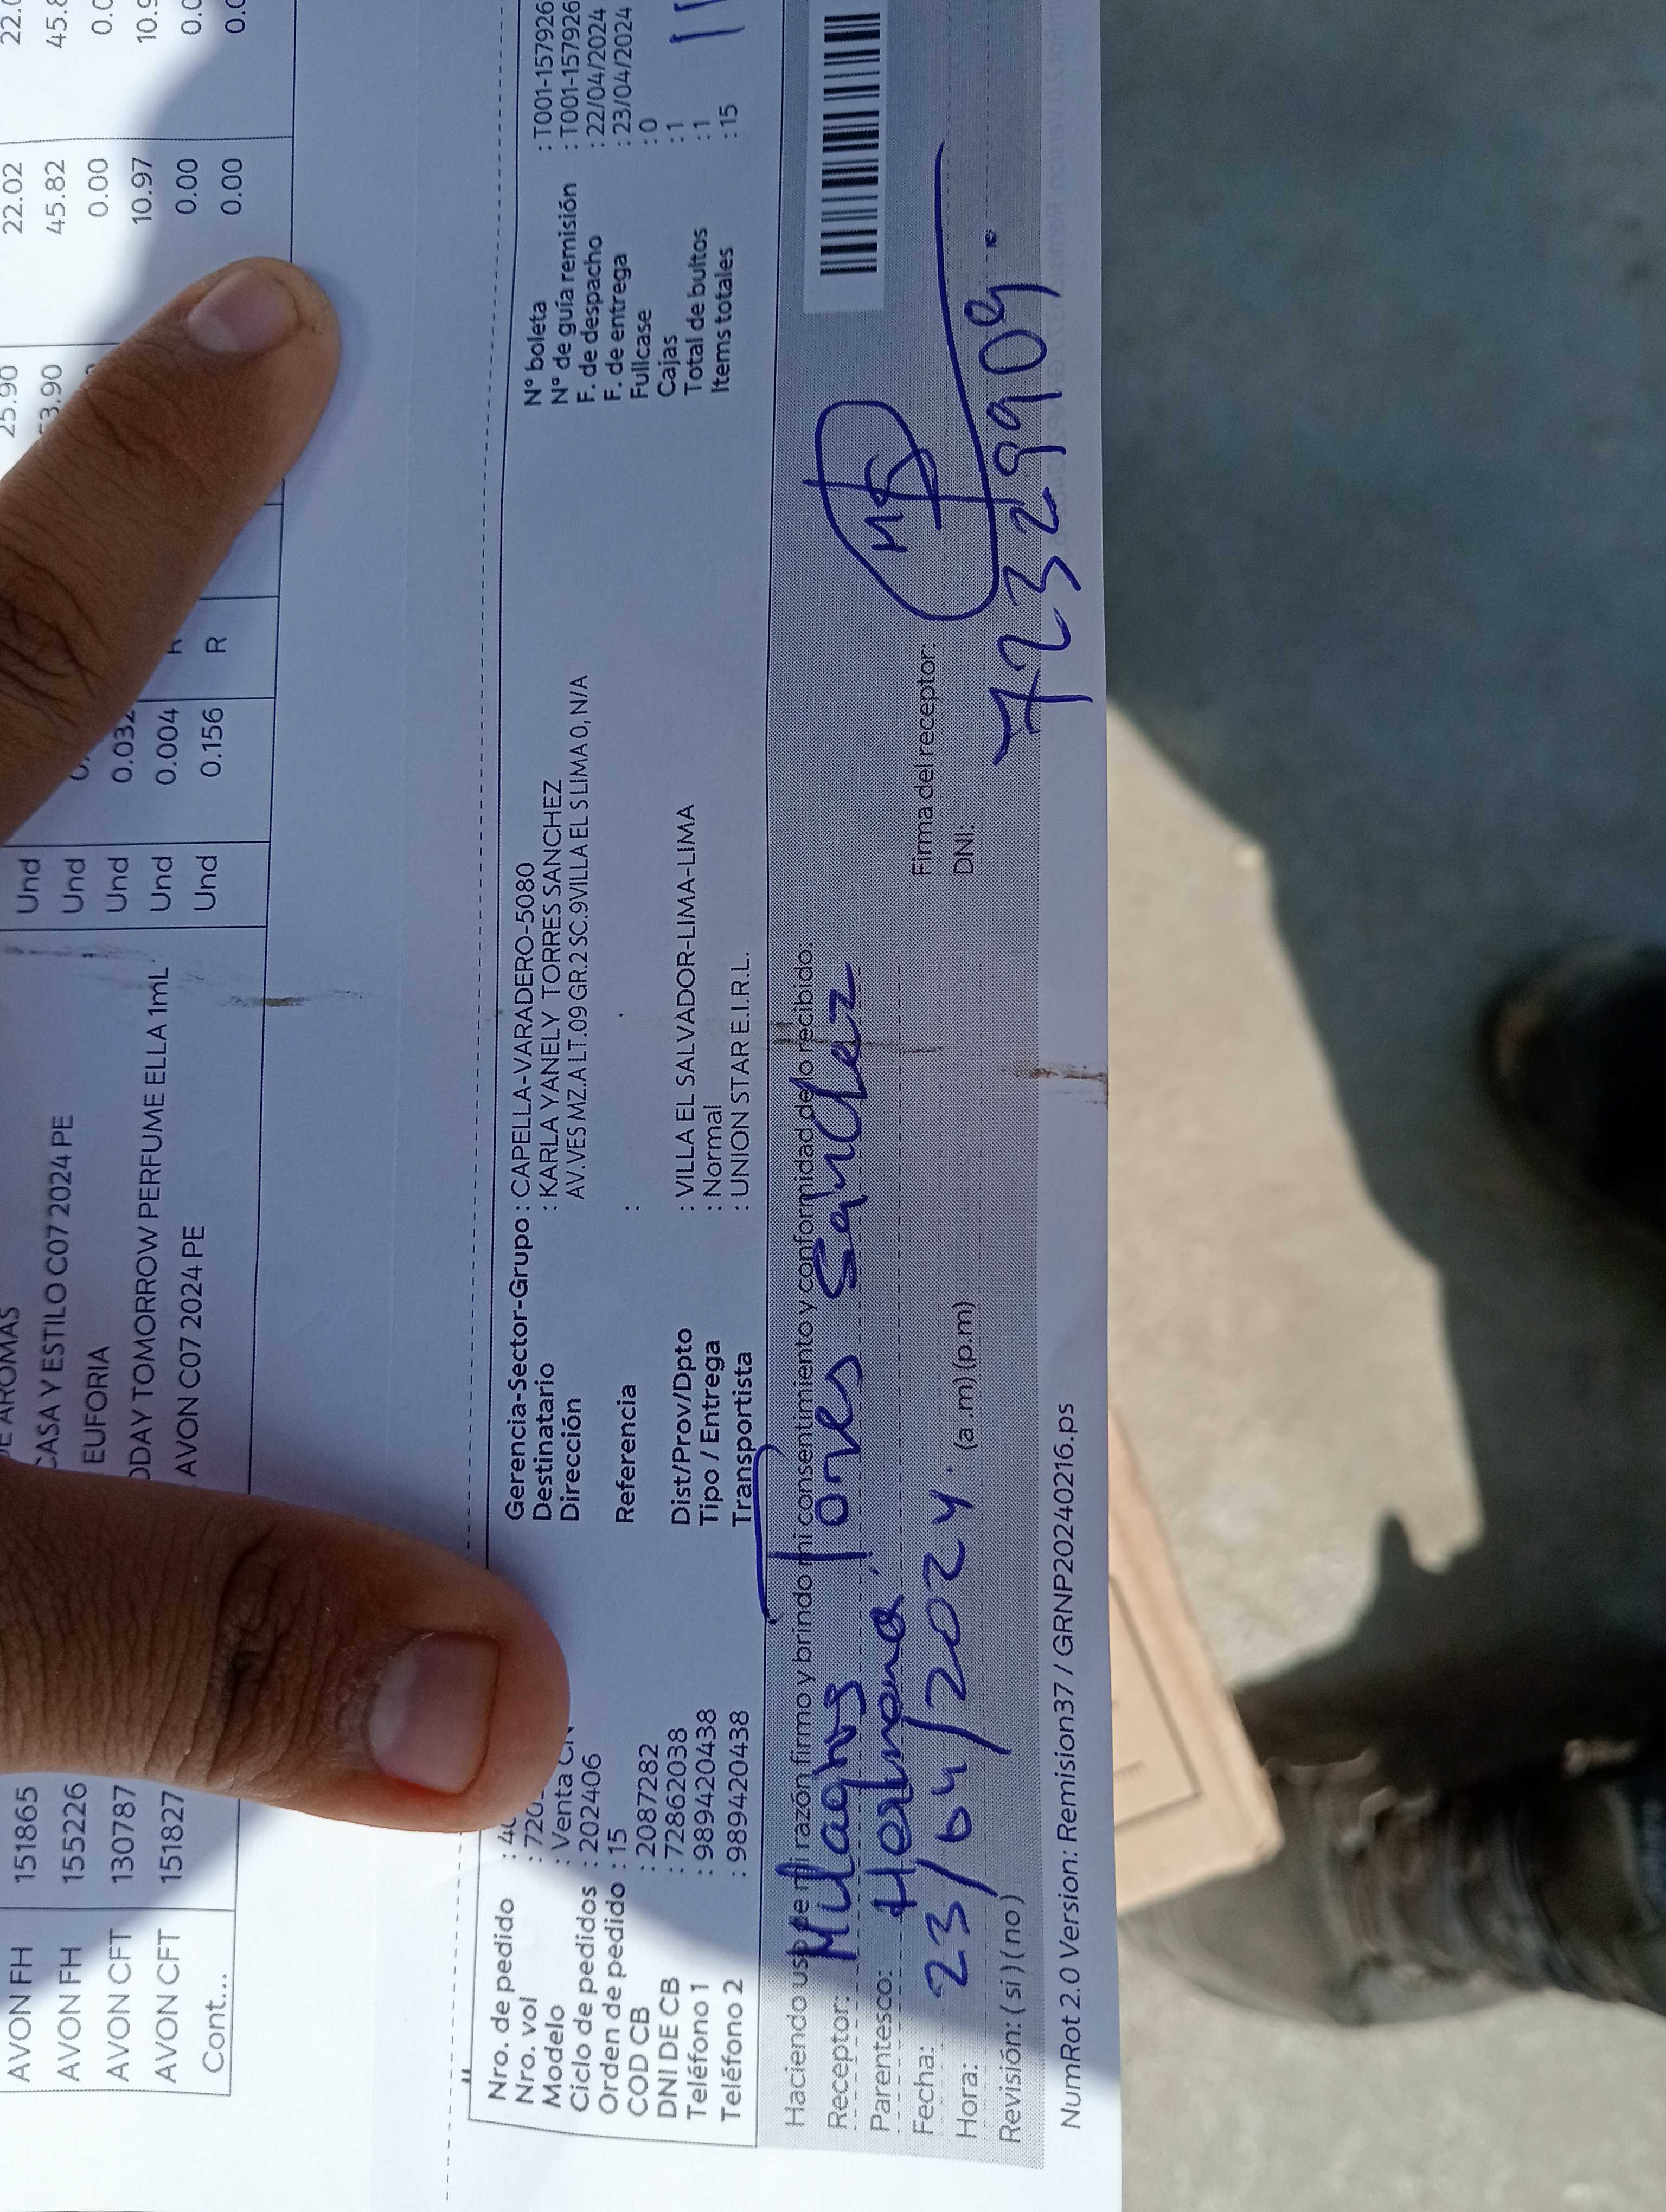 22.02
45.82
0.00
10.97
0.00
0.00
25.90
53.90
Und
Und
Und
Und
Und
0.032
0.004
0.156
R
DE AROMAS
CASA Y ESTILO C07 2024 PE
EUFORIA
ODAY TOMORROW PERFUME ELLA 1mL
AVON C07 2024 PE
AVON FH 151865
AVON FH 155226
AVON CFT 130787
AVON CFT 151827
Cont...
Nro. de pedido
Nro. vol
Modelo : Venta
Ciclo de pedidos : 202406
Orden de pedido : 15
COD CB : 2087282
DNI DE CB : 72862038
Teléfono 1 : 989420438
Teléfono 2 : 989420438
Gerencia-Sector-Grupo : CAPELLA-VARADERO-5080
Destinatario : KARLA YANELY TORRES SANCHEZ
Dirección AV.VES MZ.A LT.09 GR.2 SC.9VILLA EL S LIMA 0, N/A
Referencia :
Dist/Prov/Dpto : VILLA EL SALVADOR-LIMA-LIMA
Tipo / Entrega : Normal
Transportista : UNION STAR E.I.R.L.
N° boleta : T001-157926
N° de guía remisión : T001-157926
F. de despacho : 22/04/2024
F. de entrega : 23/04/2024
Fullcase : 0
Cajas : 1
Total de bultos : 1
Items totales : 15
Haciendo uso de mi razón firmo y brindo mi consentimiento y conformidad de lo recibido:
Receptor: Milagros Torres Sanchez
Parentesco: Hermana
Fecha: 23/04/2024.
Hora: (a.m)(p.m)
Revisión: (si)(no)
Firma del receptor:
DNI: 72329909
NumRot 2.0 Version: Remision37 / GRNP20240216.ps